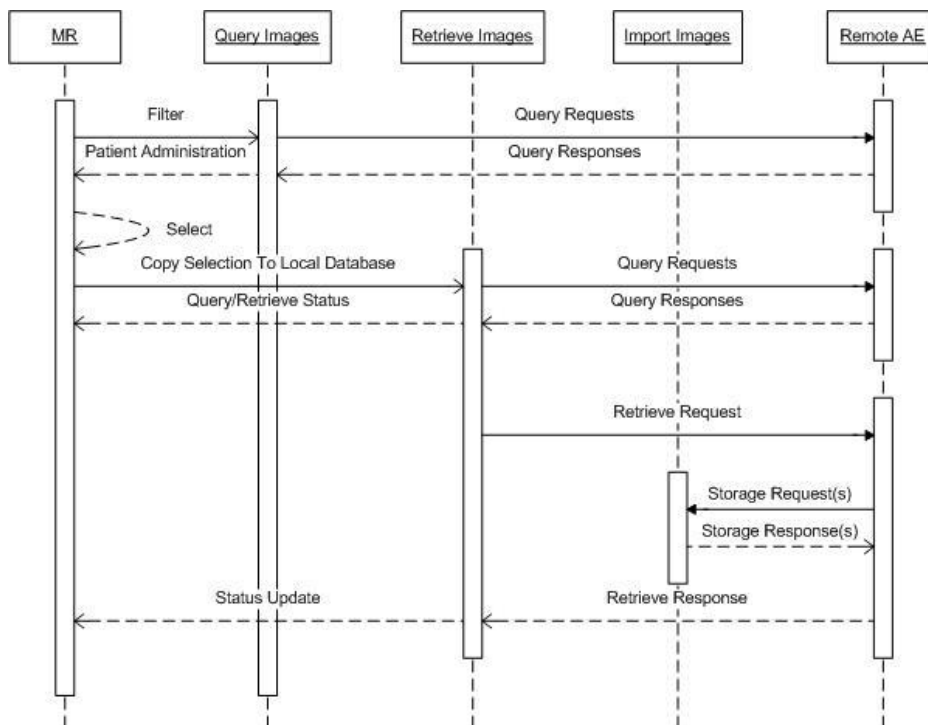 MR
Query Images
Retrieve Images
Import Images
Remote AE
Filter
Query Requests
Patient Administration
Query Responses
Select
Copy Selection To Local Database
Query Requests
Query/Retrieve Status
Query Responses
Retrieve Request
Storage Request(s)
Storage Response(s)
Status Update
Retrieve Response